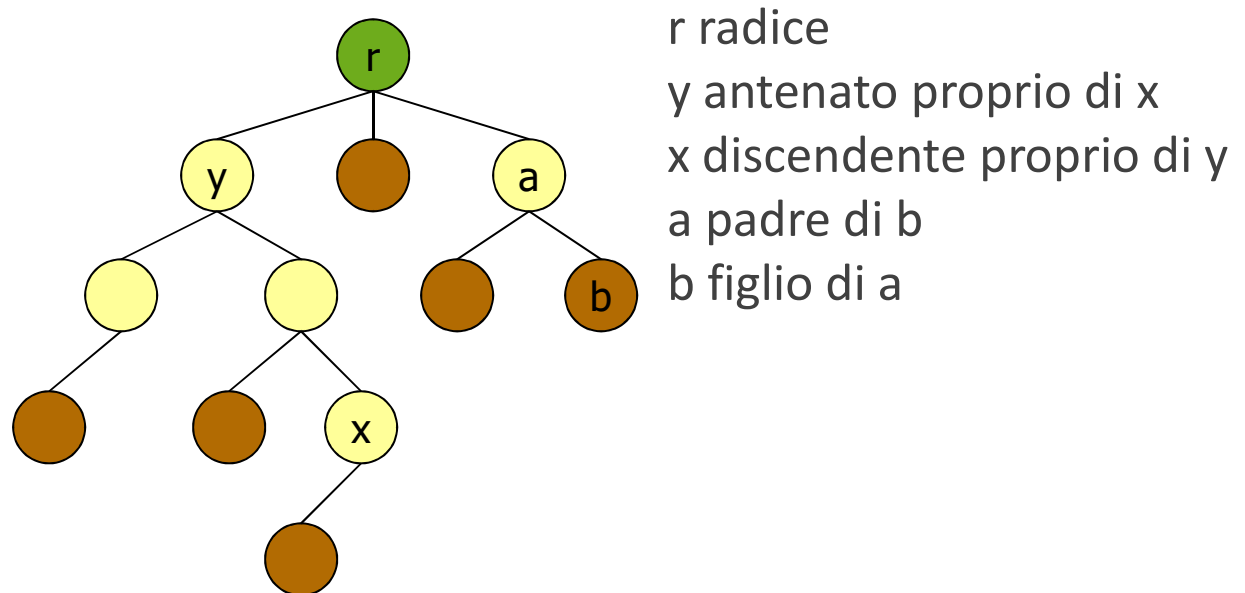 r
r radice
y antenato proprio di x
x discendente proprio di y
a padre di b
b figlio di a
y
a
b
x